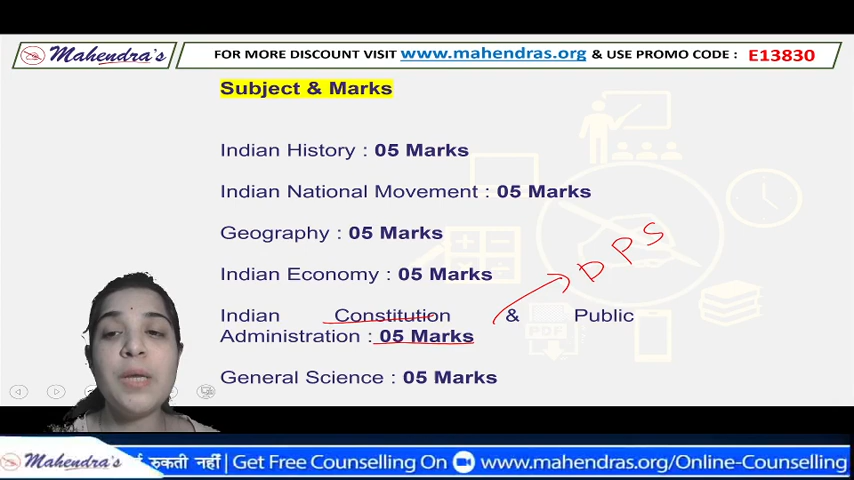 Mahendra's FOR MORE DISCOUNT VISIT www.mahendras.org & USE PROMO CODE : E13830
Subject & Marks
Indian History : 05 Marks
Indian National Movement : 05 Marks
Geography : 05 Marks
Indian Economy : 05 Marks
DPS
Indian Constitution & Public
Administration : 05 Marks
General Science : 05 Marks
PDF
Mahendra's रुकती नहीं | Get Free Counselling On www.mahendras.org/Online-Counselling